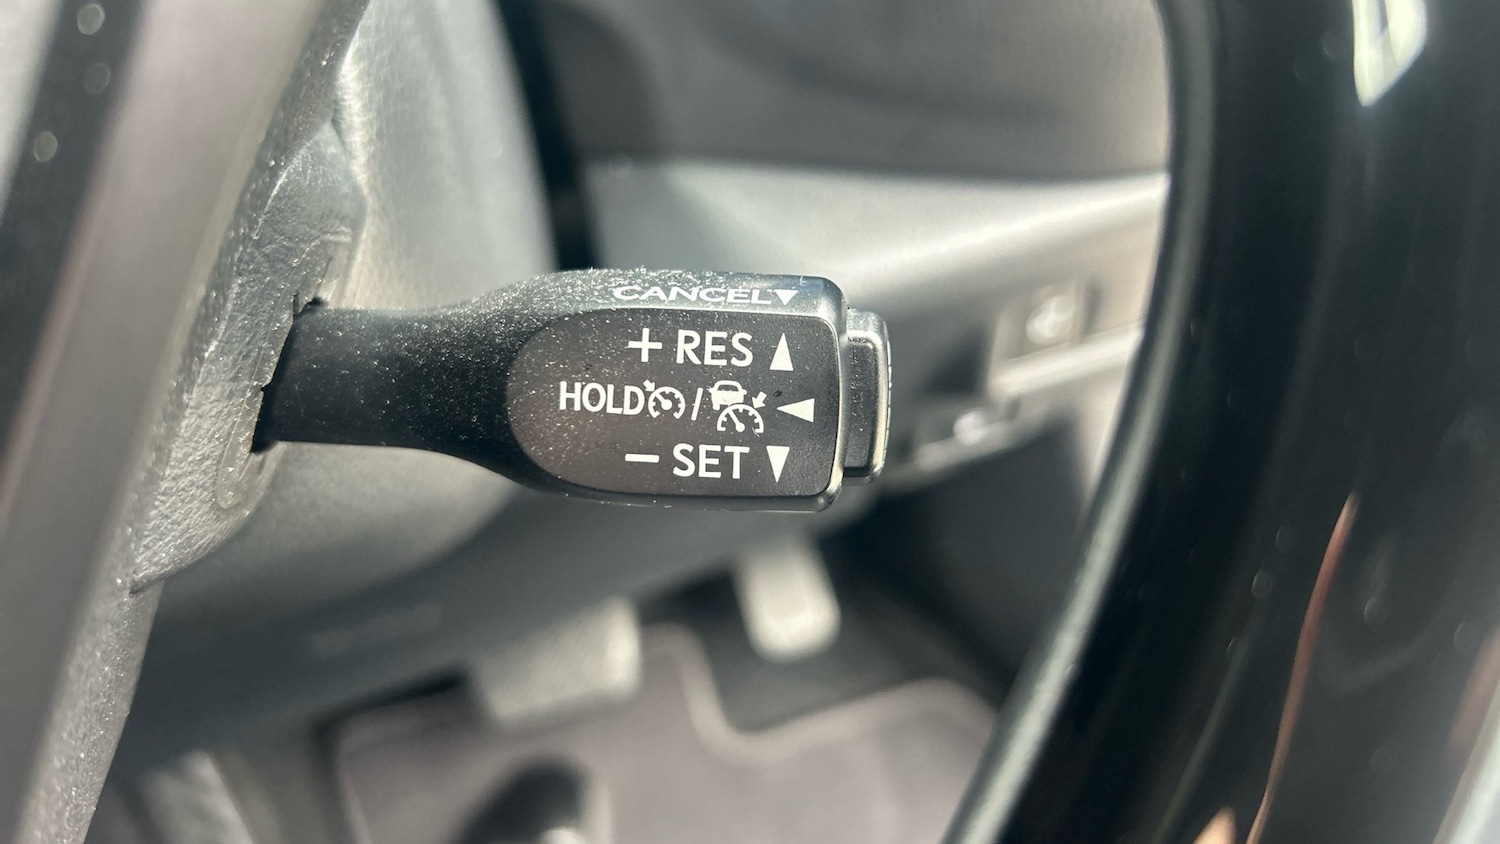 CANCEL▼
+ RES ▲
HOLD / ◀
− SET ▼